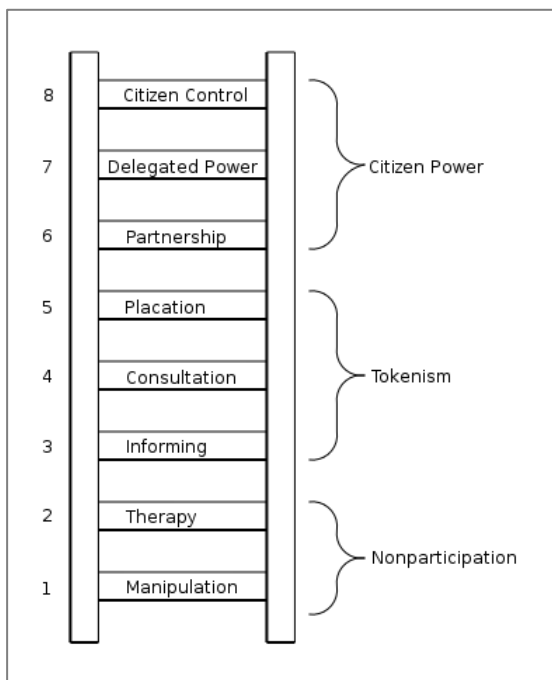 8 Citizen Control
7 Delegated Power
Citizen Power
6 Partnership
5 Placation
4 Consultation
Tokenism
3 Informing
2 Therapy
Nonparticipation
1 Manipulation